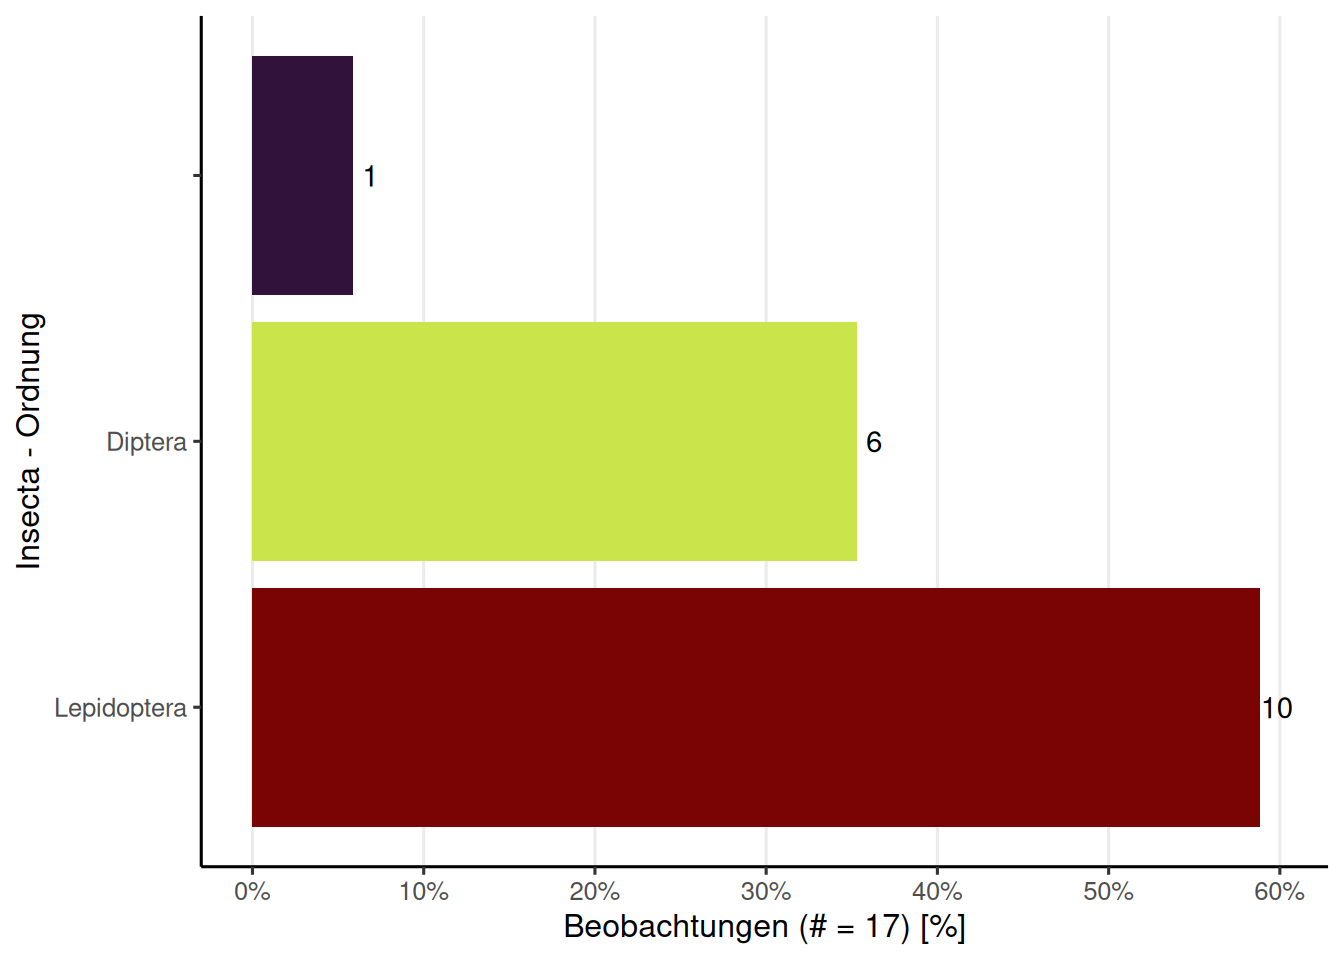 1
Diptera
6
Insecta - Ordnung
Lepidoptera
10
0% 10% 20% 30% 40% 50% 60%
Beobachtungen (# = 17) [%]